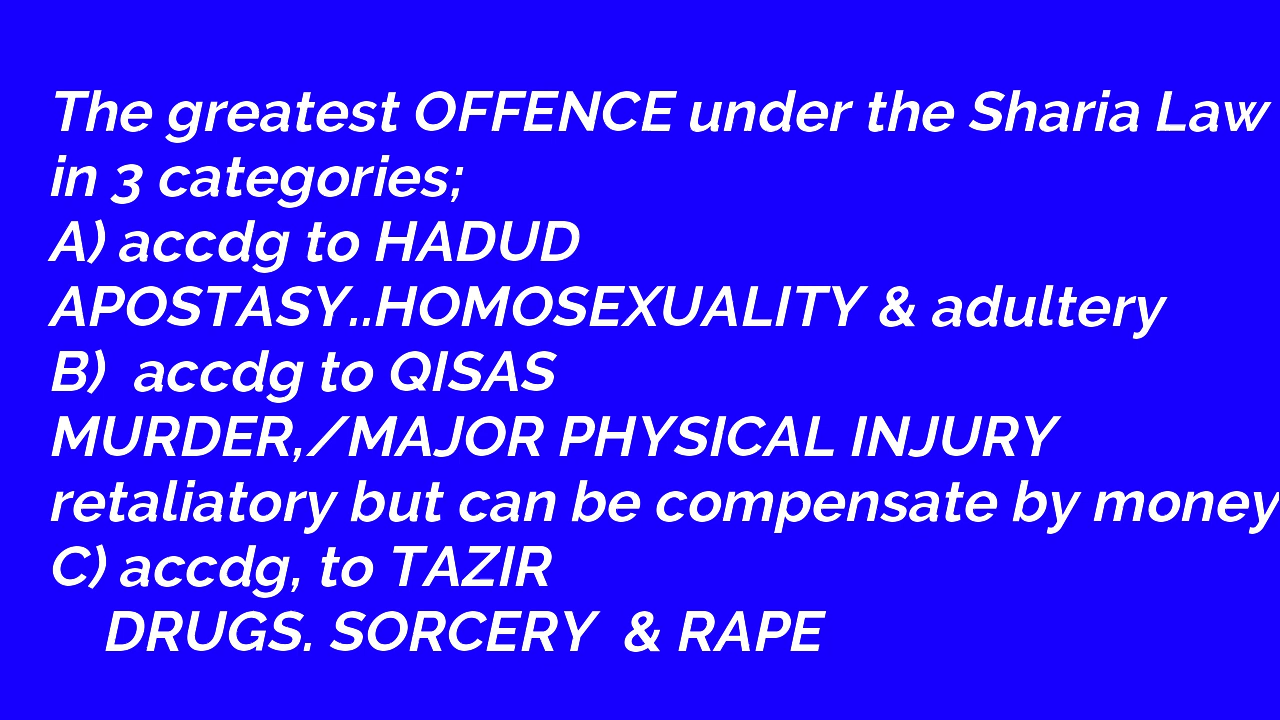 The greatest OFFENCE under the Sharia Law
in 3 categories;
A) accdg to HADUD
APOSTASY..HOMOSEXUALITY & adultery
B)  accdg to QISAS
MURDER,/MAJOR PHYSICAL INJURY
retaliatory but can be compensate by money
C) accdg, to TAZIR
DRUGS. SORCERY  & RAPE